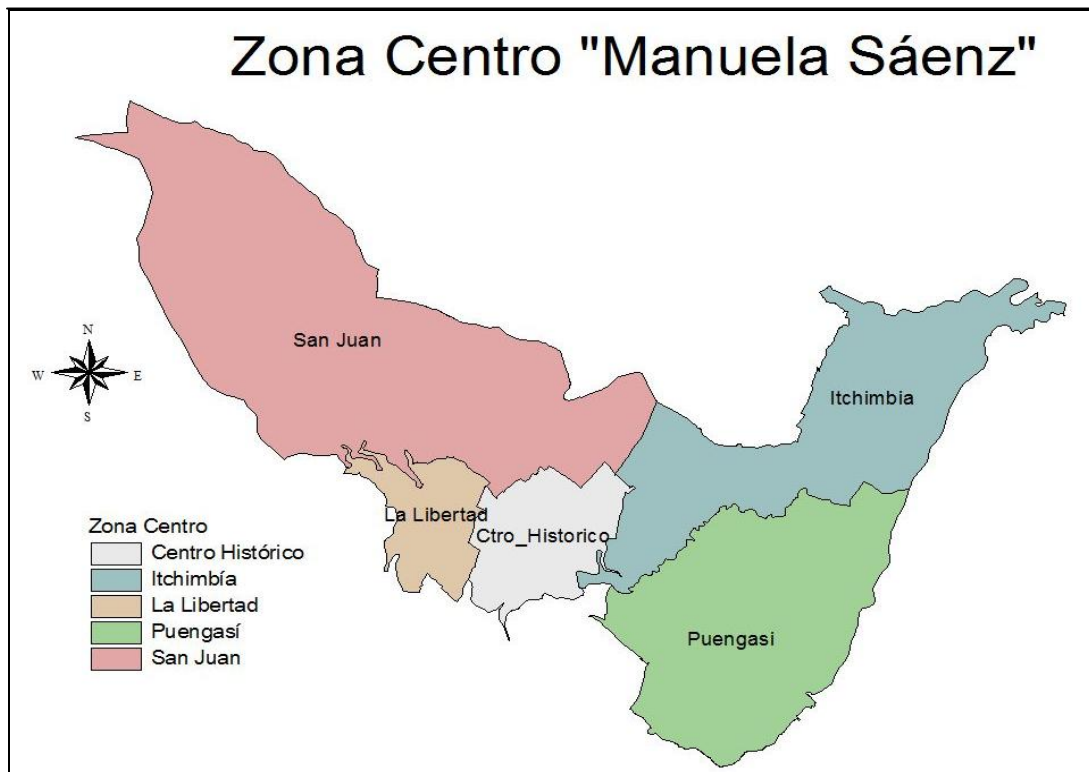 Zona Centro "Manuela Sáenz"
N
W E
S
San Juan
Itchimbia
La Libertad
Ctro_Historico
Puengasi
Zona Centro
Centro Histórico
Itchimbía
La Libertad
Puengasí
San Juan